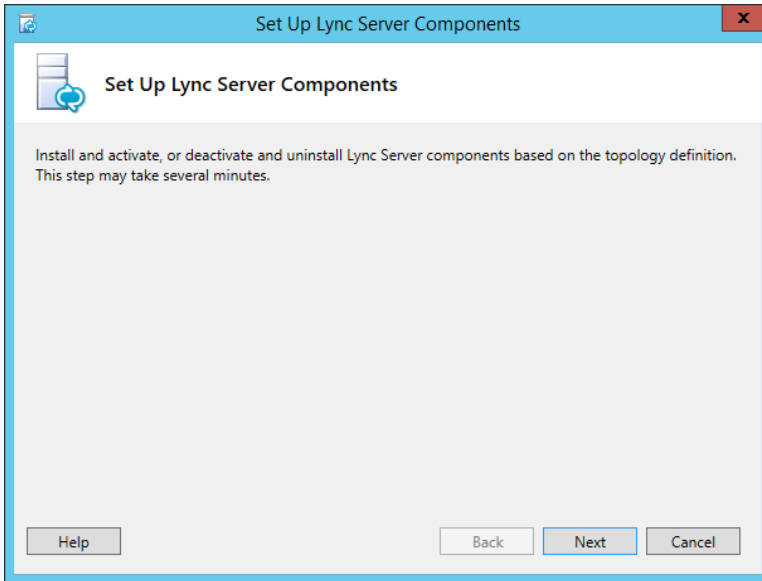 Set Up Lync Server Components
x
Set Up Lync Server Components
Install and activate, or deactivate and uninstall Lync Server components based on the topology definition.
This step may take several minutes.
Help Back Next Cancel